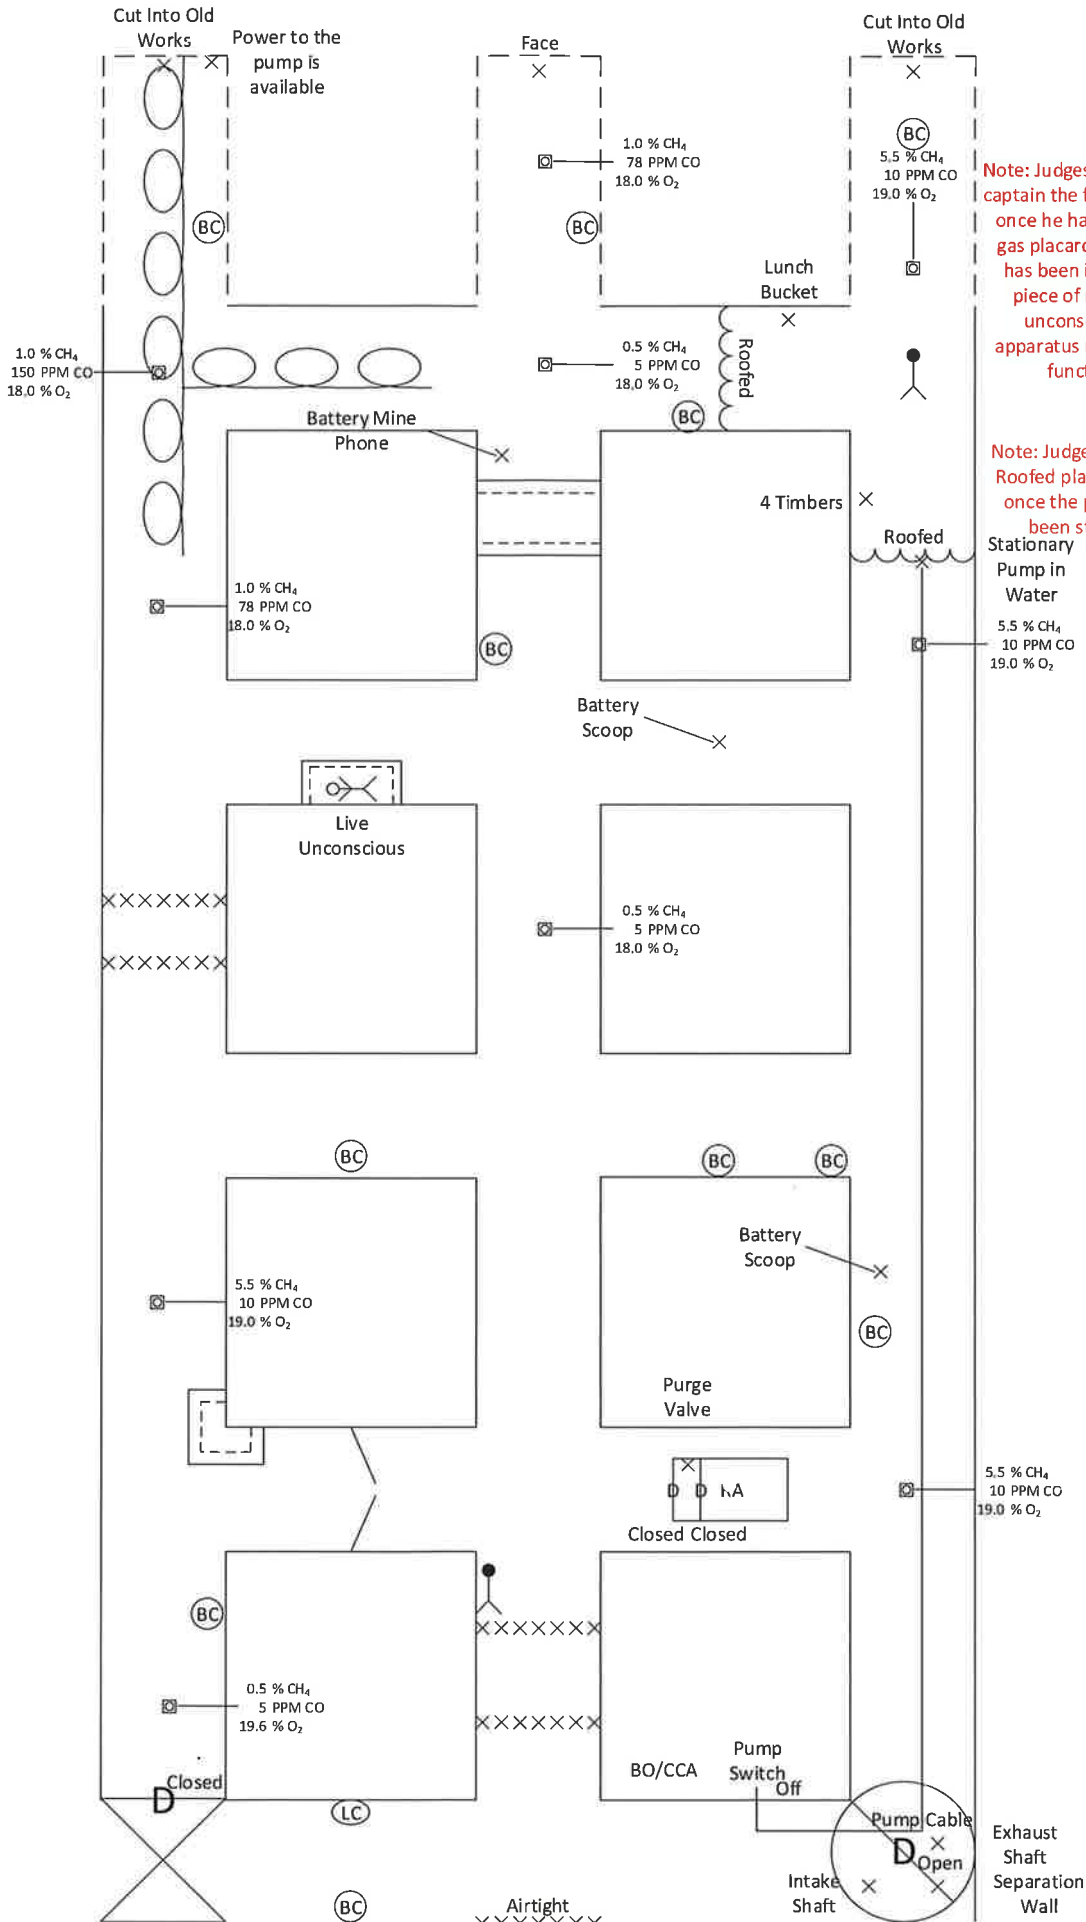 Cut Into Old
Works
Power to the
pump is
available
Face
Cut Into Old
Works
BC
1.0 % CH₄
78 PPM CO
18.0 % O₂
5.5 % CH₄
10 PPM CO
19.0 % O₂
Note: Judges
captain the f
once he ha
gas placard
has been i
piece of
uncons
apparatus
func
BC
BC
Lunch
Bucket
Roofed
1.0 % CH₄
150 PPM CO
18.0 % O₂
0.5 % CH₄
5 PPM CO
18.0 % O₂
BC
Battery Mine
Phone
Note: Judge
Roofed pla
once the p
been st
4 Timbers
Roofed
Stationary
Pump in
Water
1.0 % CH₄
78 PPM CO
18.0 % O₂
5.5 % CH₄
10 PPM CO
19.0 % O₂
BC
Battery
Scoop
Live
Unconscious
0.5 % CH₄
5 PPM CO
18.0 % O₂
BC
BC
BC
Battery
Scoop
5.5 % CH₄
10 PPM CO
19.0 % O₂
BC
Purge
Valve
D D RA
Closed Closed
5.5 % CH₄
10 PPM CO
19.0 % O₂
BC
0.5 % CH₄
5 PPM CO
19.6 % O₂
BO/CCA
Pump
Switch
Off
Closed
D
LC
Pump Cable
D
Open
Exhaust
Shaft
Separation
Wall
Intake
Shaft
BC
Airtight